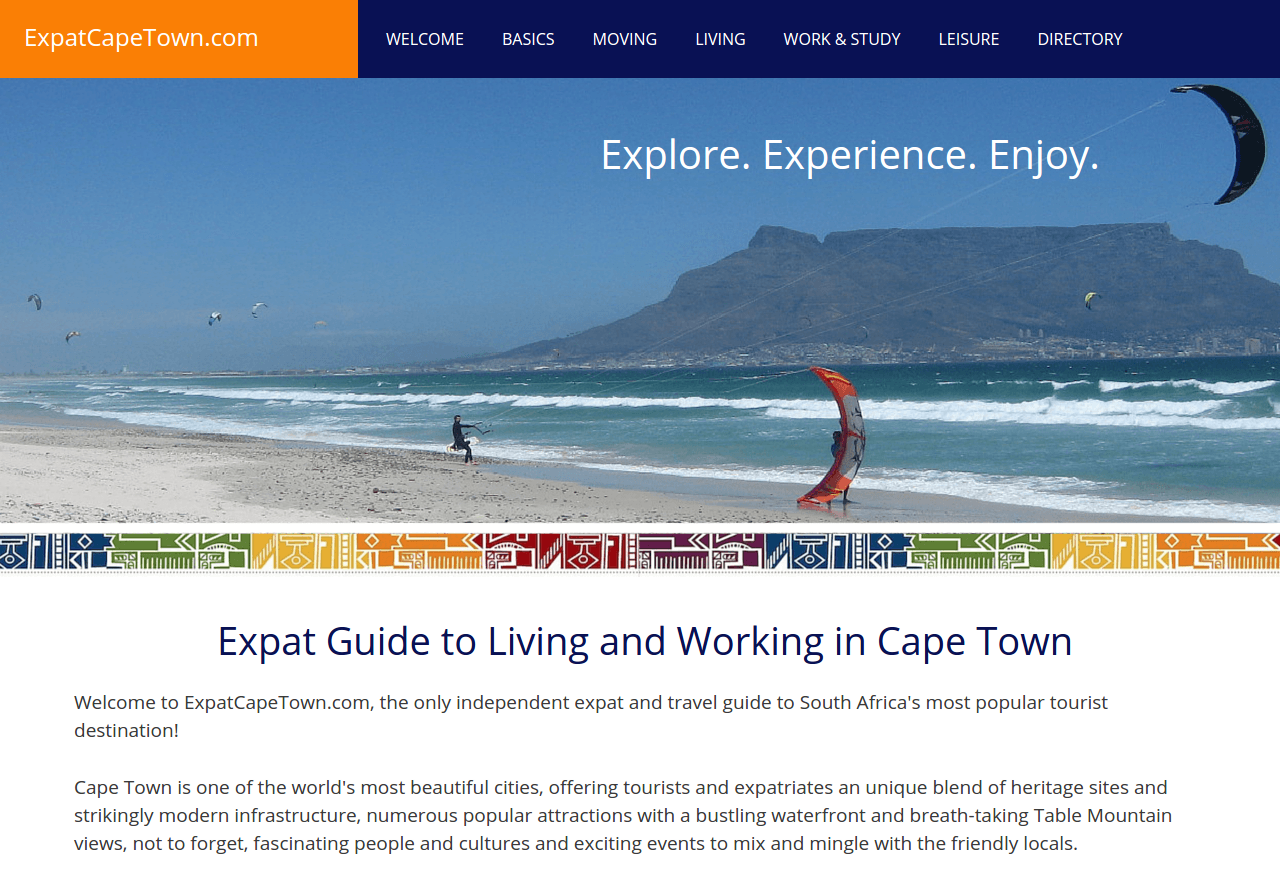 ExpatCapeTown.com
WELCOME BASICS MOVING LIVING WORK & STUDY LEISURE DIRECTORY
Explore. Experience. Enjoy.
Expat Guide to Living and Working in Cape Town
Welcome to ExpatCapeTown.com, the only independent expat and travel guide to South Africa's most popular tourist
destination!
Cape Town is one of the world's most beautiful cities, offering tourists and expatriates an unique blend of heritage sites and
strikingly modern infrastructure, numerous popular attractions with a bustling waterfront and breath-taking Table Mountain
views, not to forget, fascinating people and cultures and exciting events to mix and mingle with the friendly locals.